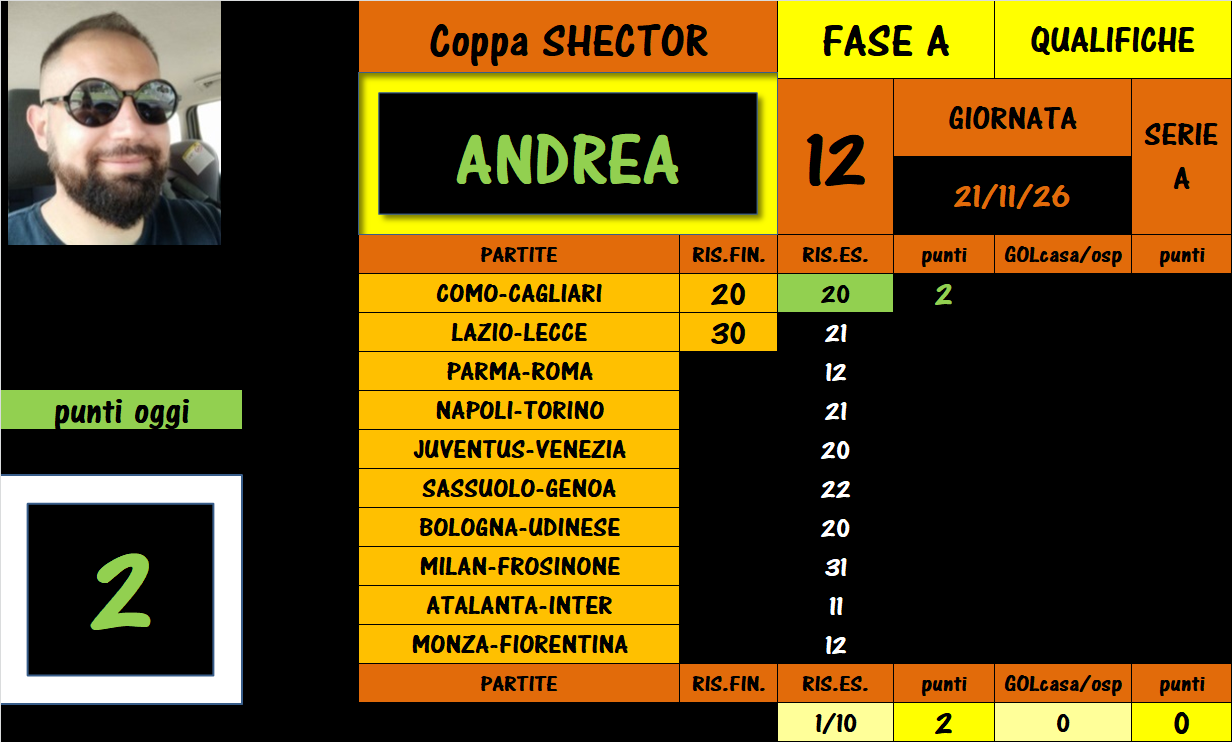 Coppa SHECTOR FASE A QUALIFICHE
ANDREA 12 GIORNATA SERIE A
21/11/26
PARTITE RIS.FIN. RIS.ES. punti GOLcasa/osp punti
COMO-CAGLIARI 20 20 2
LAZIO-LECCE 30 21
PARMA-ROMA 12
NAPOLI-TORINO 21
JUVENTUS-VENEZIA 20
SASSUOLO-GENOA 22
BOLOGNA-UDINESE 20
MILAN-FROSINONE 31
ATALANTA-INTER 11
MONZA-FIORENTINA 12
PARTITE RIS.FIN. RIS.ES. punti GOLcasa/osp punti
1/10 2 0 0
punti oggi
2